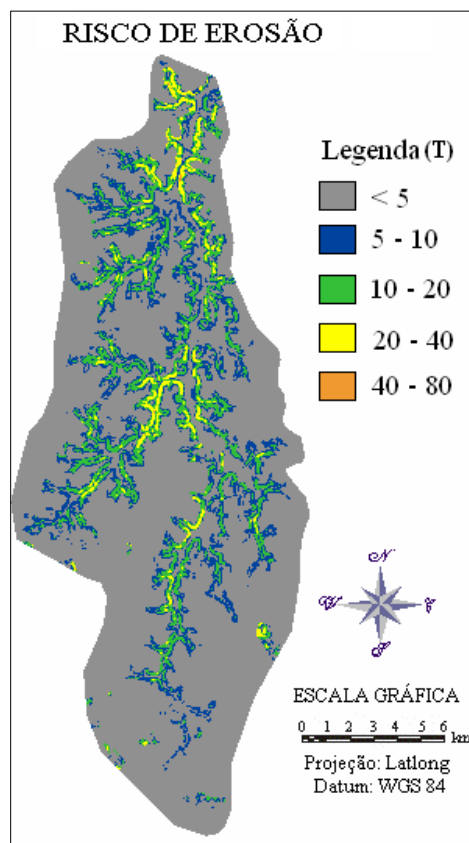 RISCO DE EROSÃO
Legenda (T)
< 5
5 - 10
10 - 20
20 - 40
40 - 80
N
W
E
S
ESCALA GRÁFICA
0 1 2 3 4 5 6
km
Projeção: Latlong
Datum: WGS 84